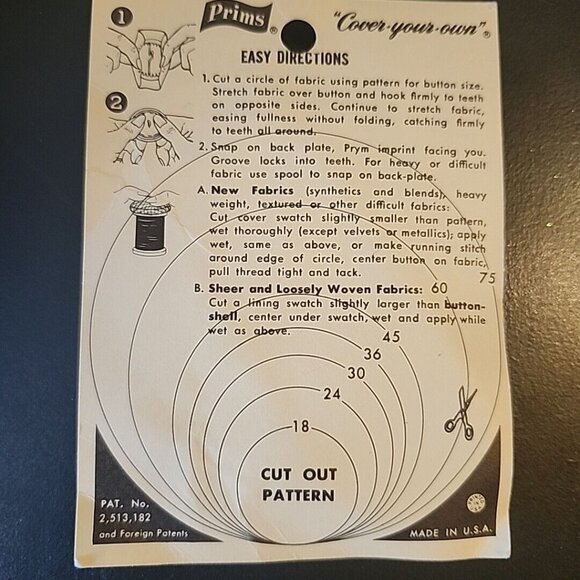 1
Prims®
"Cover-your-own"®
EASY DIRECTIONS
1. Cut a circle of fabric using pattern for button size.
Stretch fabric over button and hook firmly to teeth
on opposite sides. Continue to stretch fabric,
easing fullness without folding, catching firmly
to teeth all around.
2
2. Snap on back plate, Prym imprint facing you.
Groove locks into teeth. For heavy or difficult
fabric use spool to snap on back-plate.
A. New Fabrics (synthetics and blends), heavy
weight, textured or other difficult fabrics:
Cut cover swatch slightly smaller than pattern,
wet thoroughly (except velvets or metallics); apply
wet, same as above, or make running stitch
around edge of circle, center button on fabric,
pull thread tight and tack.
B. Sheer and Loosely Woven Fabrics:
Cut a lining swatch slightly larger than button-
shell, center under swatch, wet and apply while
wet as above.
75
60
45
36
30
24
18
CUT OUT
PATTERN
PAT. No.
2,513,182
and Foreign Patents
MADE IN U.S.A.